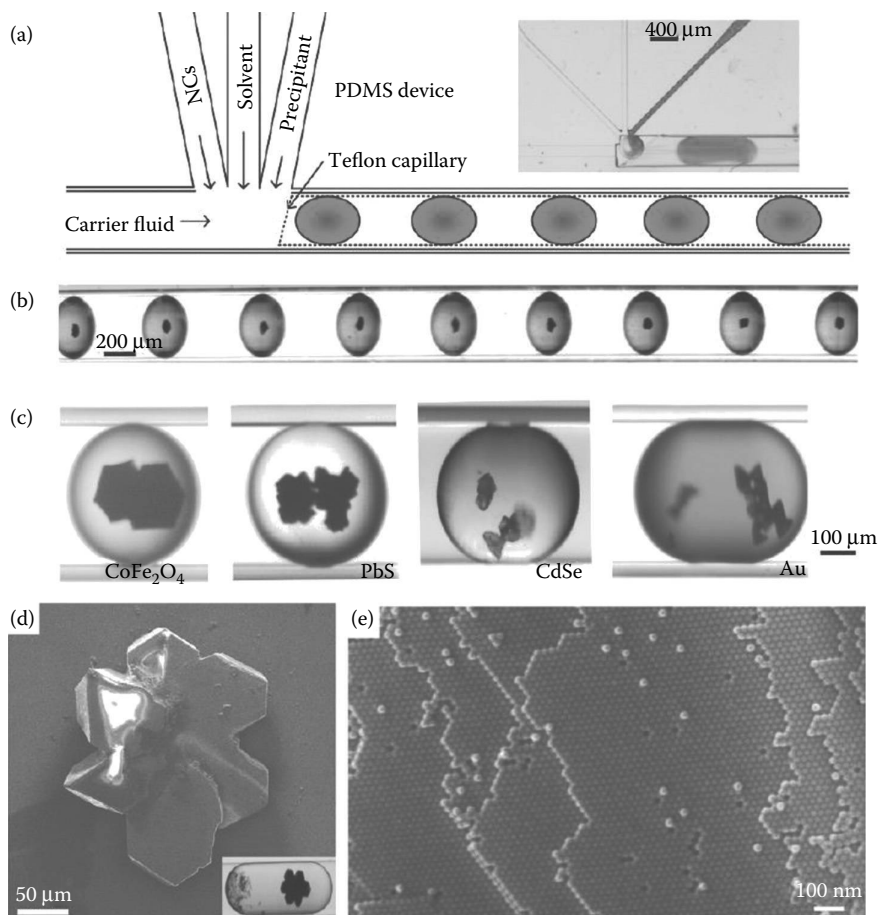 (a)
NCs
Solvent
Precipitant
PDMS device
400 μm
Teflon capillary
Carrier fluid
(b)
200 μm
(c)
CoFe₂O₄
PbS
CdSe
Au
100 μm
(d)
(e)
50 μm
100 nm